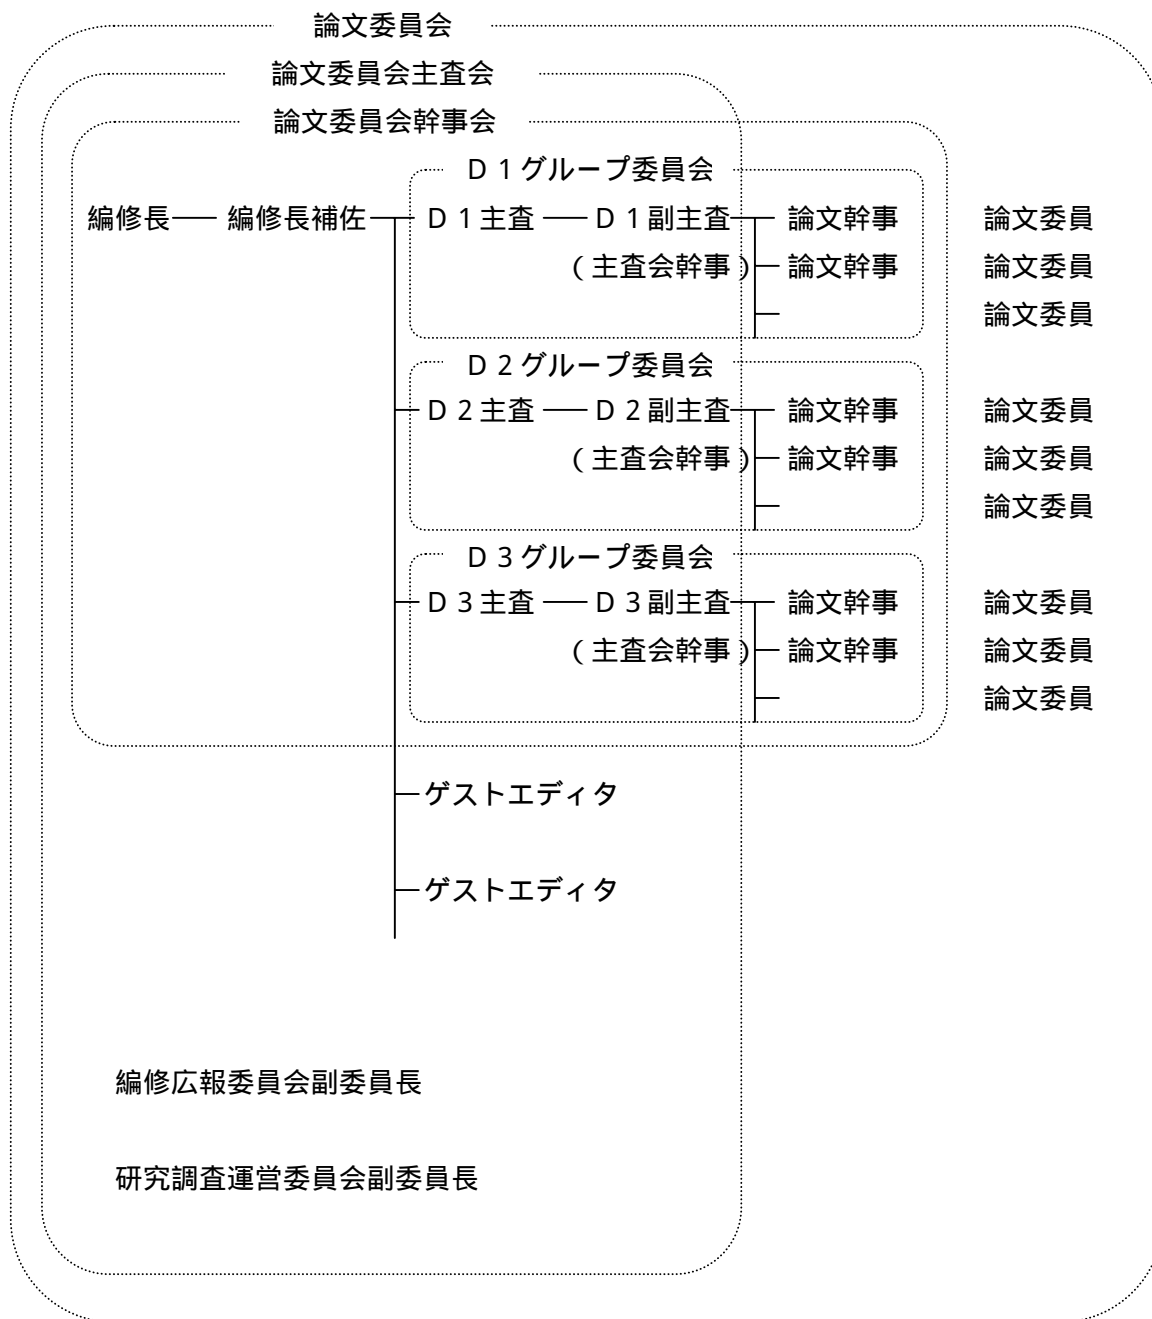 論文委員会
論文委員会主査会
論文委員会幹事会
Ｄ１グループ委員会
編修長 編修長補佐 Ｄ１主査 Ｄ１副主査 論文幹事 論文委員
(主査会幹事) 論文幹事 論文委員
論文委員
Ｄ２グループ委員会
Ｄ２主査 Ｄ２副主査 論文幹事 論文委員
(主査会幹事) 論文幹事 論文委員
論文委員
Ｄ３グループ委員会
Ｄ３主査 Ｄ３副主査 論文幹事 論文委員
(主査会幹事) 論文幹事 論文委員
論文委員
ゲストエディタ
ゲストエディタ
編修広報委員会副委員長
研究調査運営委員会副委員長